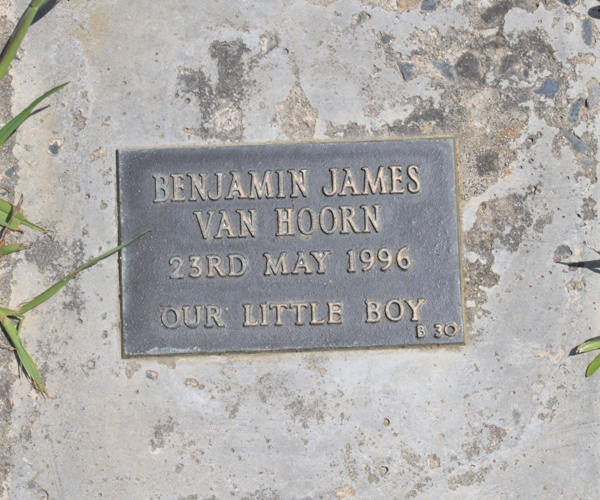 BENJAMIN JAMES
VAN HOORN
23RD MAY 1996
OUR LITTLE BOY
B 30